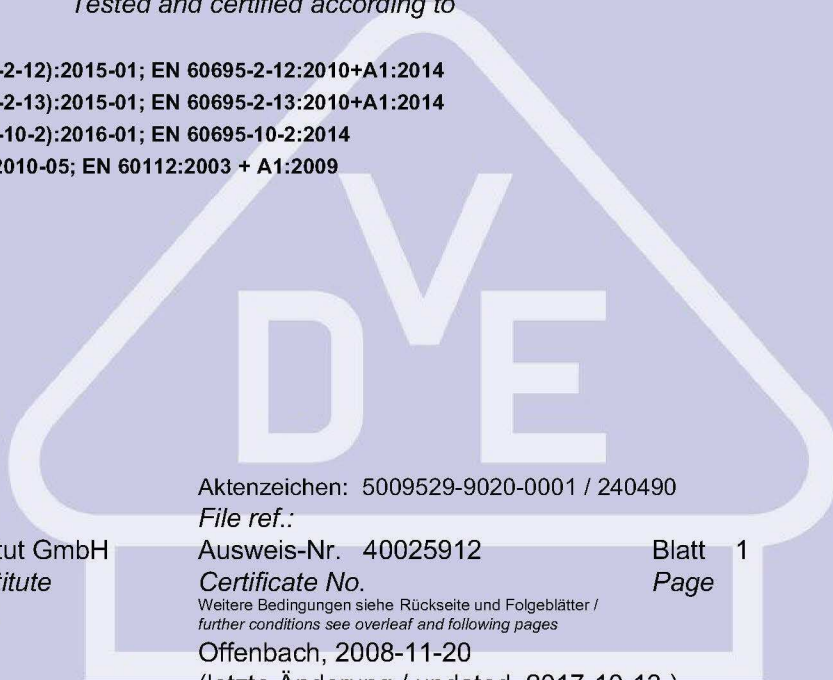 Tested and certified according to
-2-12):2015-01; EN 60695-2-12:2010+A1:2014
-2-13):2015-01; EN 60695-2-13:2010+A1:2014
-10-2):2016-01; EN 60695-10-2:2014
2010-05; EN 60112:2003 + A1:2009
DVE
Aktenzeichen: 5009529-9020-0001 / 240490
File ref.:
tut GmbH Ausweis-Nr. 40025912 Blatt 1
titute Certificate No. Page
Weitere Bedingungen siehe Rückseite und Folgeblätter /
further conditions see overleaf and following pages
Offenbach, 2008-11-20
(letzte Änderung / updated